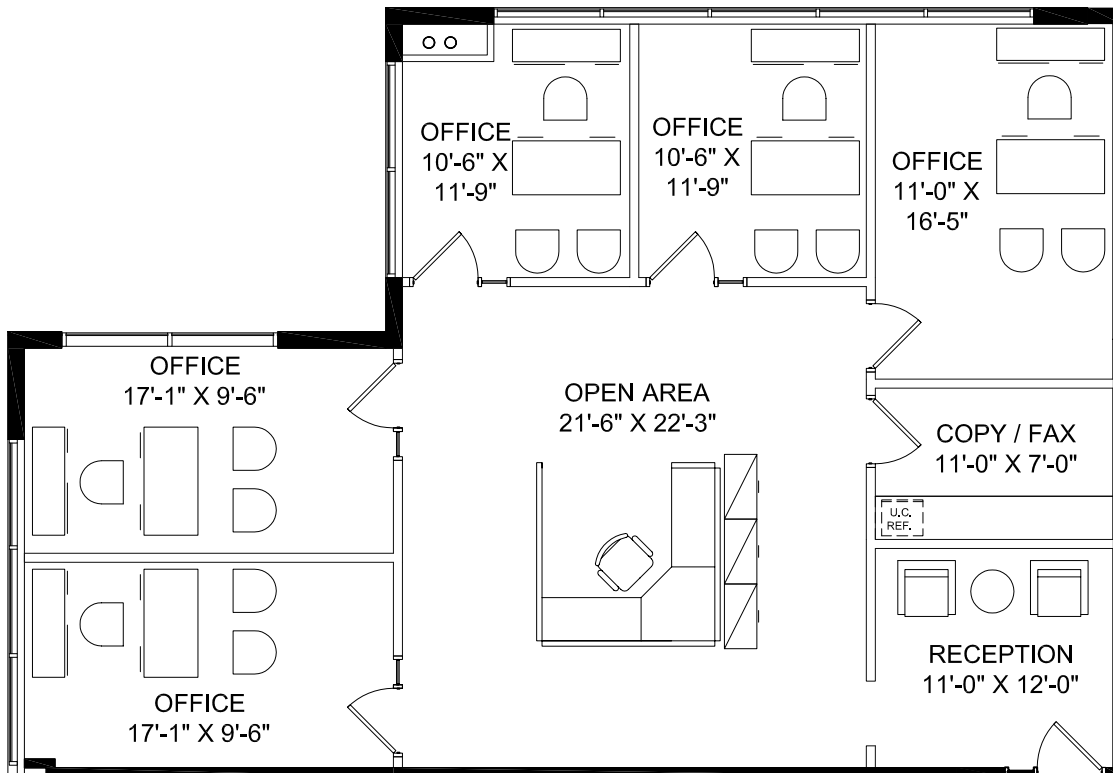 OFFICE
10'-6" X
11'-9"
OFFICE
10'-6" X
11'-9"
OFFICE
11'-0" X
16'-5"
OFFICE
17'-1" X 9'-6"
OPEN AREA
21'-6" X 22'-3"
COPY / FAX
11'-0" X 7'-0"
U.C.
REF.
RECEPTION
11'-0" X 12'-0"
OFFICE
17'-1" X 9'-6"